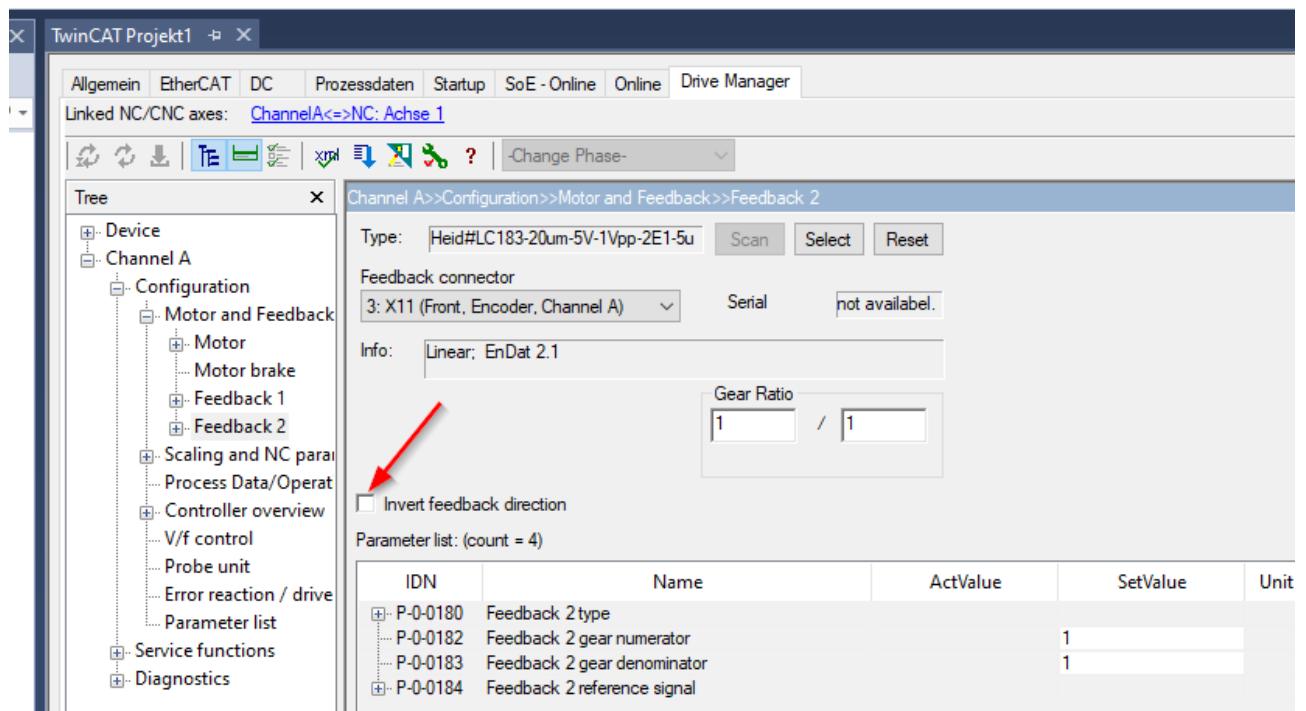 TwinCAT Projekt1
Allgemein EtherCAT DC Prozessdaten Startup SoE - Online Online Drive Manager
Linked NC/CNC axes: ChannelA<=>NC: Achse 1
xml ? -Change Phase-
Tree Channel A>>Configuration>>Motor and Feedback>>Feedback 2
Device
Channel A
Configuration
Motor and Feedback
Motor
Motor brake
Feedback 1
Feedback 2
Scaling and NC parar
Process Data/Operat
Controller overview
V/f control
Probe unit
Error reaction / drive
Parameter list
Service functions
Diagnostics
Type: Heid#LC183-20um-5V-1Vpp-2E1-5u Scan Select Reset
Feedback connector
3: X11 (Front, Encoder, Channel A) Serial not availabel.
Info: Linear; EnDat 2.1
Gear Ratio
1 / 1
Invert feedback direction
Parameter list: (count = 4)
IDN Name ActValue SetValue Unit
P-0-0180 Feedback 2 type
P-0-0182 Feedback 2 gear numerator 1
P-0-0183 Feedback 2 gear denominator 1
P-0-0184 Feedback 2 reference signal